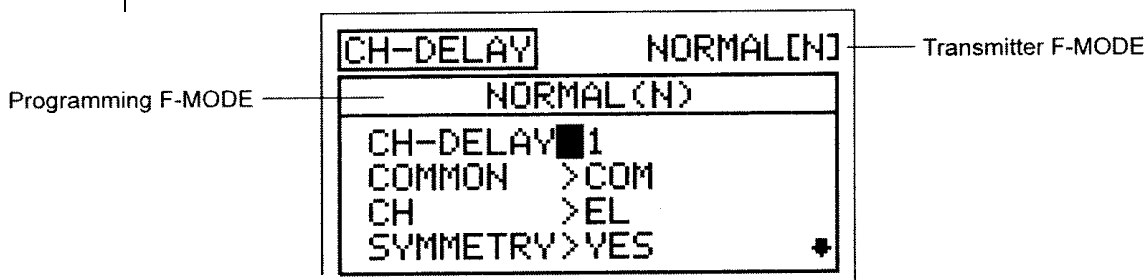 CH-DELAY NORMAL[N] Transmitter F-MODE
Programming F-MODE NORMAL(N)
CH-DELAY 1
COMMON >COM
CH >EL
SYMMETRY>YES